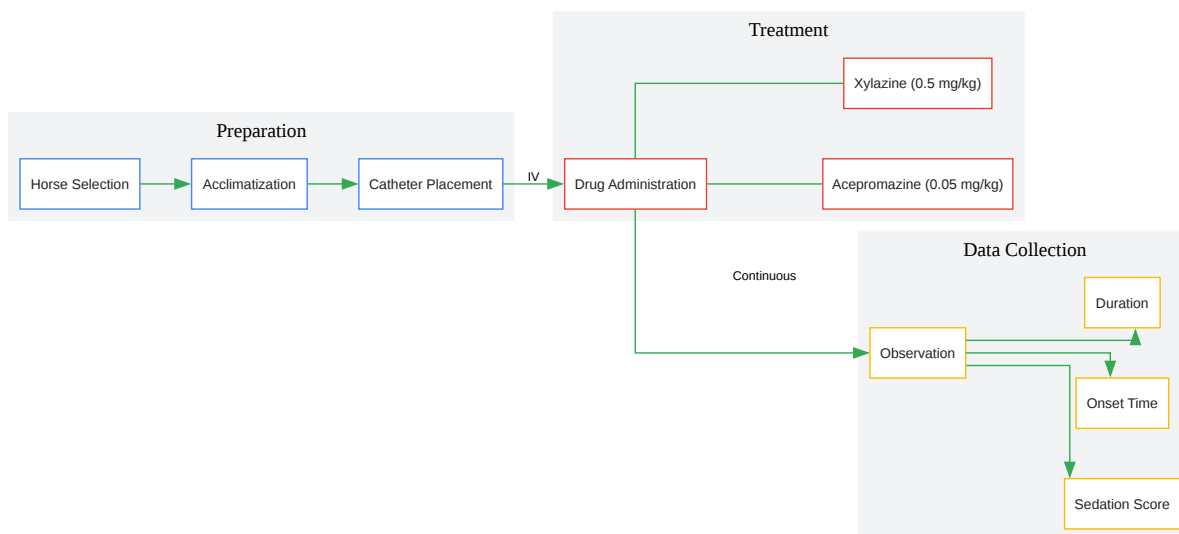 Treatment
Xylazine (0.5 mg/kg)
Preparation
Horse Selection
Acclimatization
Catheter Placement
IV
Drug Administration
Acepromazine (0.05 mg/kg)
Data Collection
Continuous
Duration
Observation
Onset Time
Sedation Score